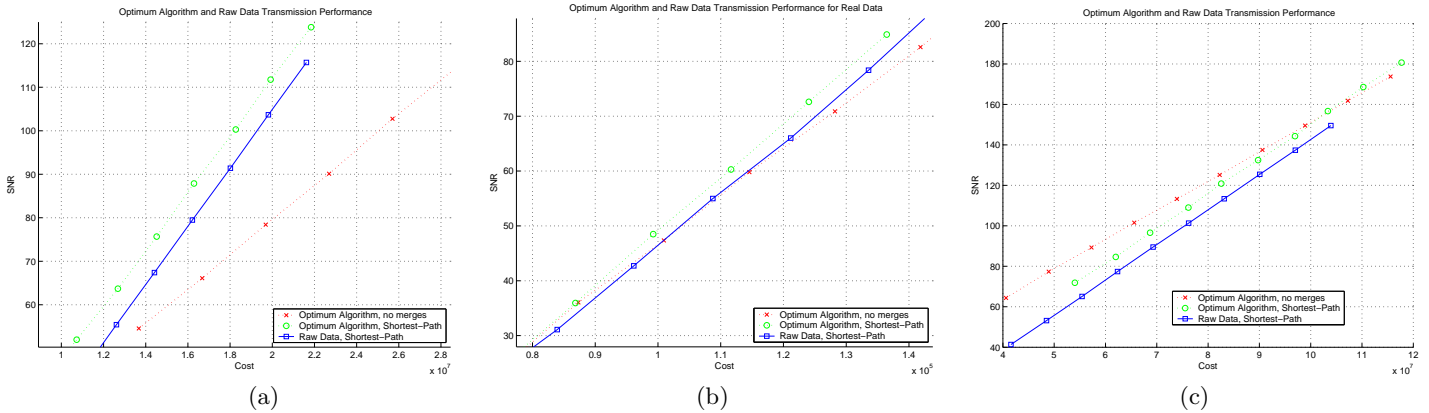 Optimum Algorithm and Raw Data Transmission Performance
SNR
120
110
100
90
80
70
60
1
1.2
1.4
1.6
1.8
2
2.2
2.4
2.6
2.8
x 10^7
Cost
Optimum Algorithm, no merges
Optimum Algorithm, Shortest−Path
Raw Data, Shortest−Path
(a)
Optimum Algorithm and Raw Data Transmission Performance for Real Data
SNR
80
70
60
50
40
30
0.8
0.9
1
1.1
1.2
1.3
1.4
x 10^5
Cost
Optimum Algorithm, no merges
Optimum Algorithm, Shortest−Path
Raw Data, Shortest−Path
(b)
Optimum Algorithm and Raw Data Transmission Performance
SNR
200
180
160
140
120
100
80
60
40
4
5
6
7
8
9
10
11
12
x 10^7
Cost
Optimum Algorithm, no merges
Optimum Algorithm, Shortest−Path
Raw Data, Shortest−Path
(c)